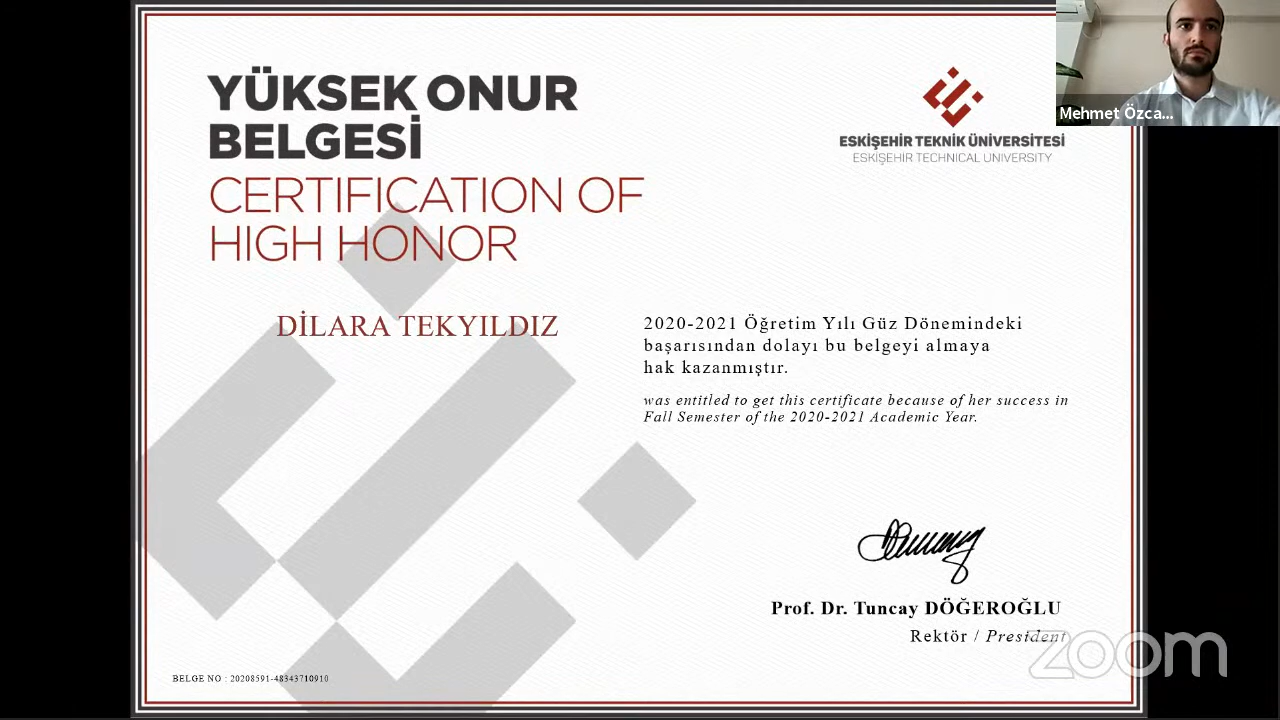 YÜKSEK ONUR
BELGESİ
CERTIFICATION OF
HIGH HONOR
ESKİŞEHİR TEKNİK ÜNİVERSİTESİ
ESKİŞEHİR TECHNICAL UNIVERSITY
Mehmet Özca...
DİLARA TEKYILDIZ
2020-2021 Öğretim Yılı Güz Dönemindeki
başarısından dolayı bu belgeyi almaya
hak kazanmıştır.
was entitled to get this certificate because of her success in
Fall Semester of the 2020-2021 Academic Year.
Prof. Dr. Tuncay DÖĞEROĞLU
Rektör / President
zoom
BELGE NO : 20208591-48343710910